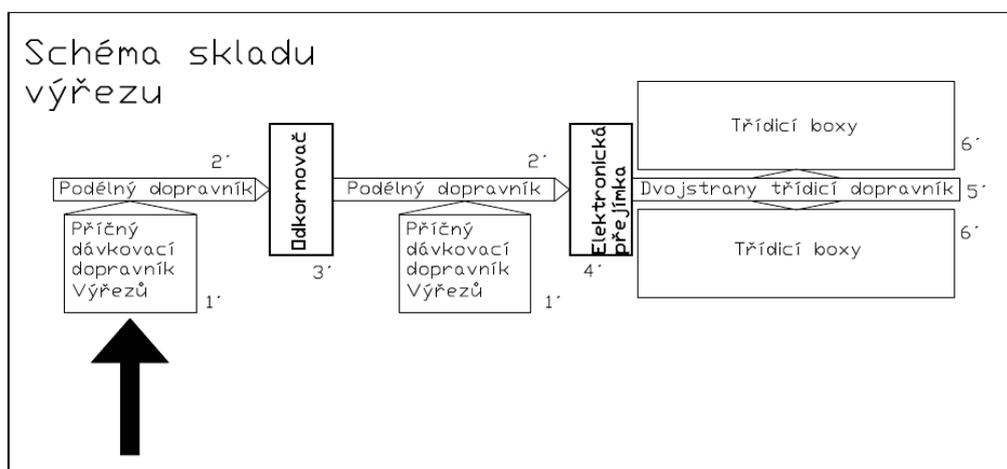 Schéma skladu
výřezu
Třídicí boxy
6´
2´
Odkornovač
2´
Elektronická
přejímka
Podélný dopravník
Podélný dopravník
Dvojstrany třídicí dopravník
5´
Příčný
dávkovací
dopravník
Výřezů
1´
3´
Příčný
dávkovací
dopravník
Výřezů
1´
4´
Třídicí boxy
6´